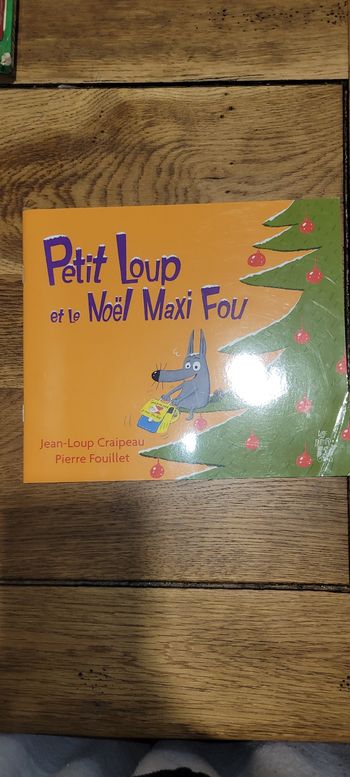 Petit Loup
et le Noël Maxi Fou
Jean-Loup Craipeau
Pierre Fouillet